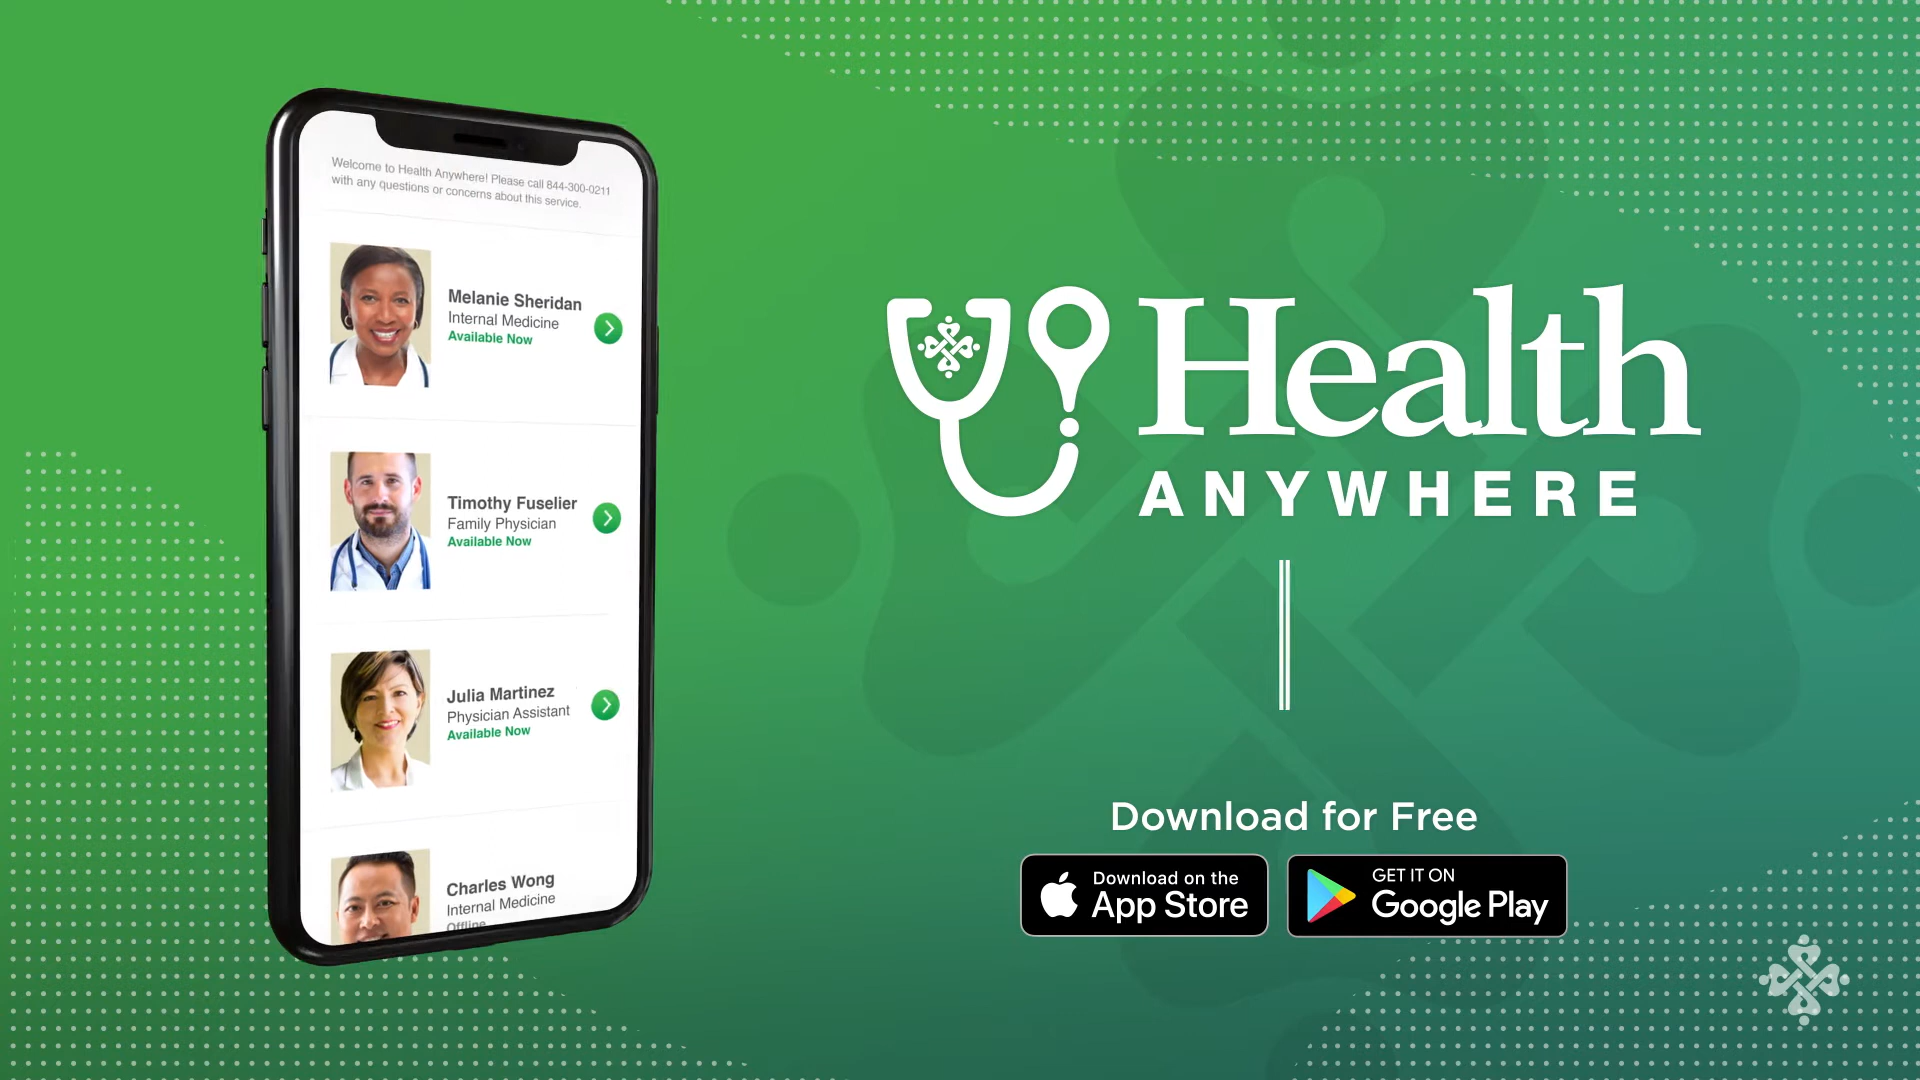 Welcome to Health Anywhere! Please call 844-300-0211
with any questions or concerns about this service.
Melanie Sheridan
Internal Medicine
Available Now
Timothy Fuselier
Family Physician
Available Now
Julia Martinez
Physician Assistant
Available Now
Charles Wong
Internal Medicine
Offline
Health
ANYWHERE
Download for Free
Download on the
App Store
GET IT ON
Google Play